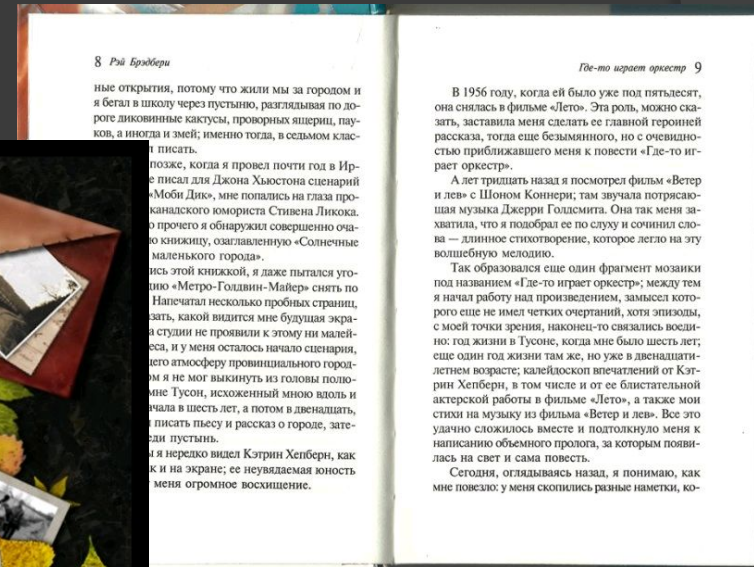 8 Рэй Брэдбери
ные открытия, потому что жили мы за городом и
я бегал в школу через пустыню, разглядывая по до-
роге диковинные кактусы, проворных ящериц, пау-
ков, а иногда и змей; именно тогда, в седьмом клас-
л писать.
позже, когда я провел почти год в Ир-
е писал для Джона Хьюстона сценарий
«Моби Дик», мне попались на глаза про-
канадского юмориста Стивена Ликока.
о прочего я обнаружил совершенно оча-
ю книжицу, озаглавленную «Солнечные
маленького города».
ись этой книжкой, я даже пытался уго-
дию «Метро-Голдвин-Майер» снять по
Напечатал несколько пробных страниц,
азать, какой видится мне будущая экра-
а студии не проявили к этому ни малей-
еса, и у меня осталось начало сценария,
щего атмосферу провинциального город-
ом я не мог выкинуть из головы полю-
мне Тусон, исхоженный мною вдоль и
ачала в шесть лет, а потом в двенадцать,
писать пьесу и рассказ о городе, зате-
еди пустынь.
ы я нередко видел Кэтрин Хепберн, как
к и на экране; ее неувядаемая юность
меня огромное восхищение.
Где-то играет оркестр 9
В 1956 году, когда ей было уже под пятьдесят,
она снялась в фильме «Лето». Эта роль, можно ска-
зать, заставила меня сделать ее главной героиней
рассказа, тогда еще безымянного, но с очевидно-
стью приближавшего меня к повести «Где-то иг-
рает оркестр».
А лет тридцать назад я посмотрел фильм «Ветер
и лев» с Шоном Коннери; там звучала потрясаю-
щая музыка Джерри Голдсмита. Она так меня за-
хватила, что я подобрал ее по слуху и сочинил сло-
ва — длинное стихотворение, которое легло на эту
волшебную мелодию.
Так образовался еще один фрагмент мозаики
под названием «Где-то играет оркестр»; между тем
я начал работу над произведением, замысел кото-
рого еще не имел четких очертаний, хотя эпизоды,
с моей точки зрения, наконец-то связались воеди-
но: год жизни в Тусоне, когда мне было шесть лет;
еще один год жизни там же, но уже в двенадцати-
летнем возрасте; калейдоскоп впечатлений от Кэт-
рин Хепберн, в том числе и от ее блистательной
актерской работы в фильме «Лето», а также мои
стихи на музыку из фильма «Ветер и лев». Все это
удачно сложилось вместе и подтолкнуло меня к
написанию объемного пролога, за которым появи-
лась на свет и сама повесть.
Сегодня, оглядываясь назад, я понимаю, как
мне повезло: у меня скопились разные наметки, ко-